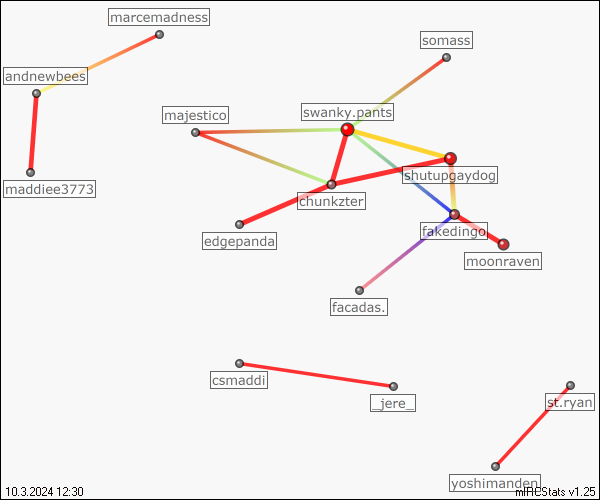 marcemadness
somass
andnewbees
majestico
swanky.pants
shutupgaydog
maddiee3773
chunkzter
edgepanda
fakedingo
moonraven
facadas.
csmaddi
_jere_
st.ryan
yoshimanden
10.3.2024 12:30
mIRCStats v1.25